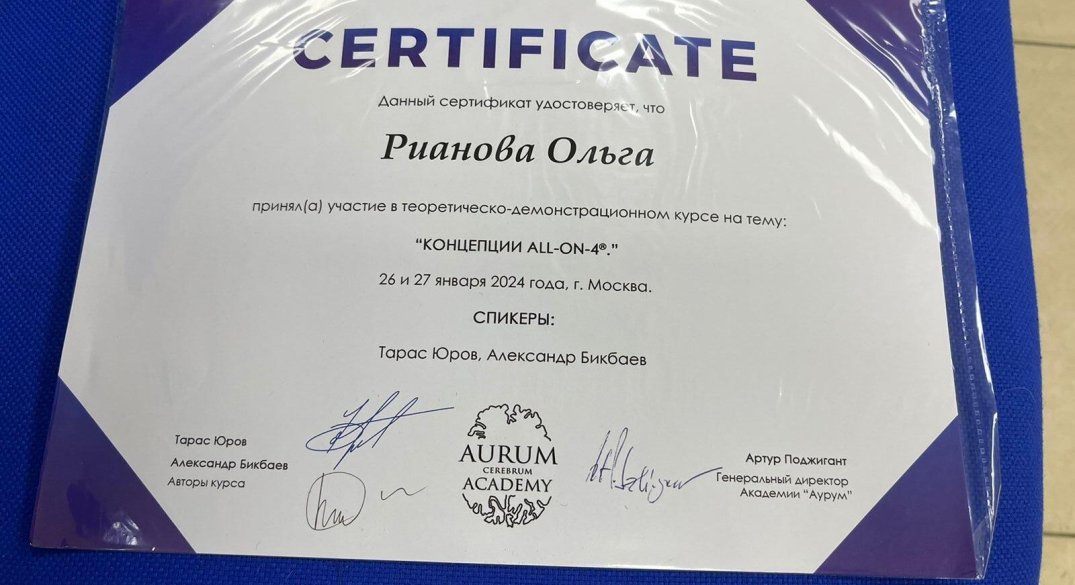 CERTIFICATE
Данный сертификат удостоверяет, что
Рианова Ольга
принял(а) участие в теоретическо-демонстрационном курсе на тему:
“КОНЦЕПЦИИ ALL-ON-4®.”
26 и 27 января 2024 года, г. Москва.
СПИКЕРЫ:
Тарас Юров, Александр Бикбаев
Тарас Юров
Александр Бикбаев
Авторы курса
AURUM
CEREBRUM
ACADEMY
Артур Поджигант
Генеральный директор
Академии “Аурум”